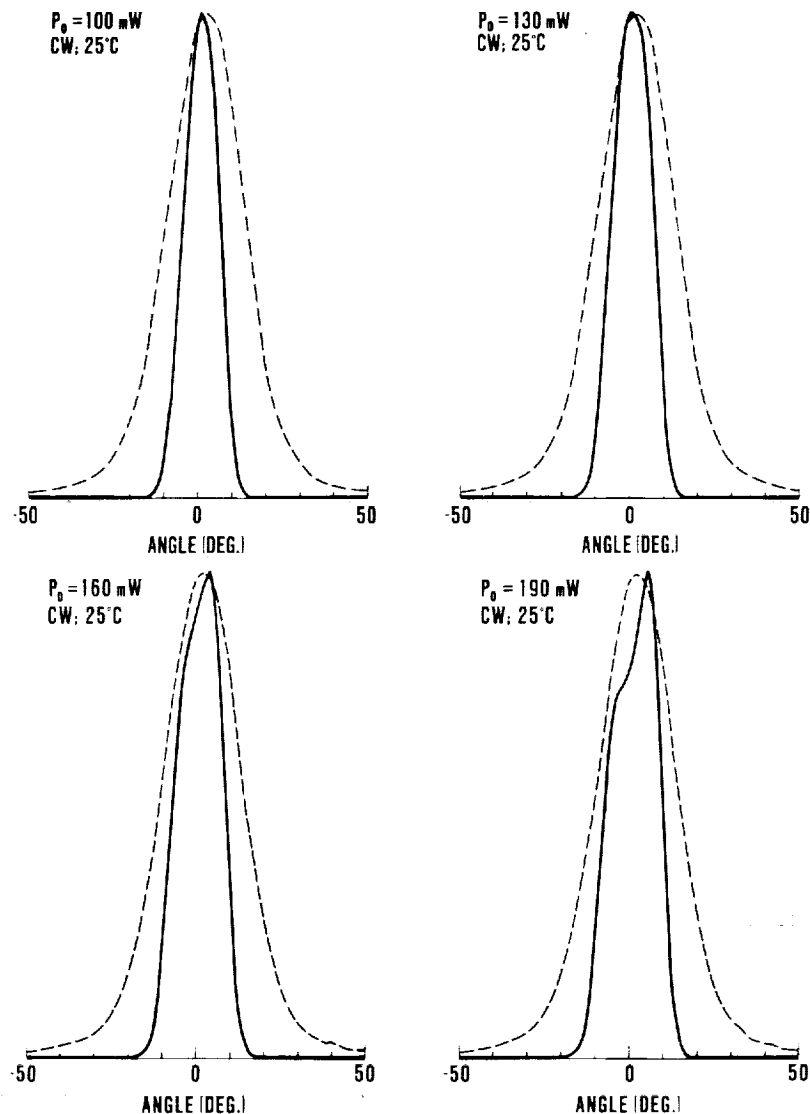 P₀ = 100 mW
CW; 25°C
-50 0 50
ANGLE (DEG.)
P₀ = 130 mW
CW; 25°C
-50 0 50
ANGLE (DEG.)
P₀ = 160 mW
CW; 25°C
-50 0 50
ANGLE (DEG.)
P₀ = 190 mW
CW; 25°C
-50 0 50
ANGLE (DEG.)